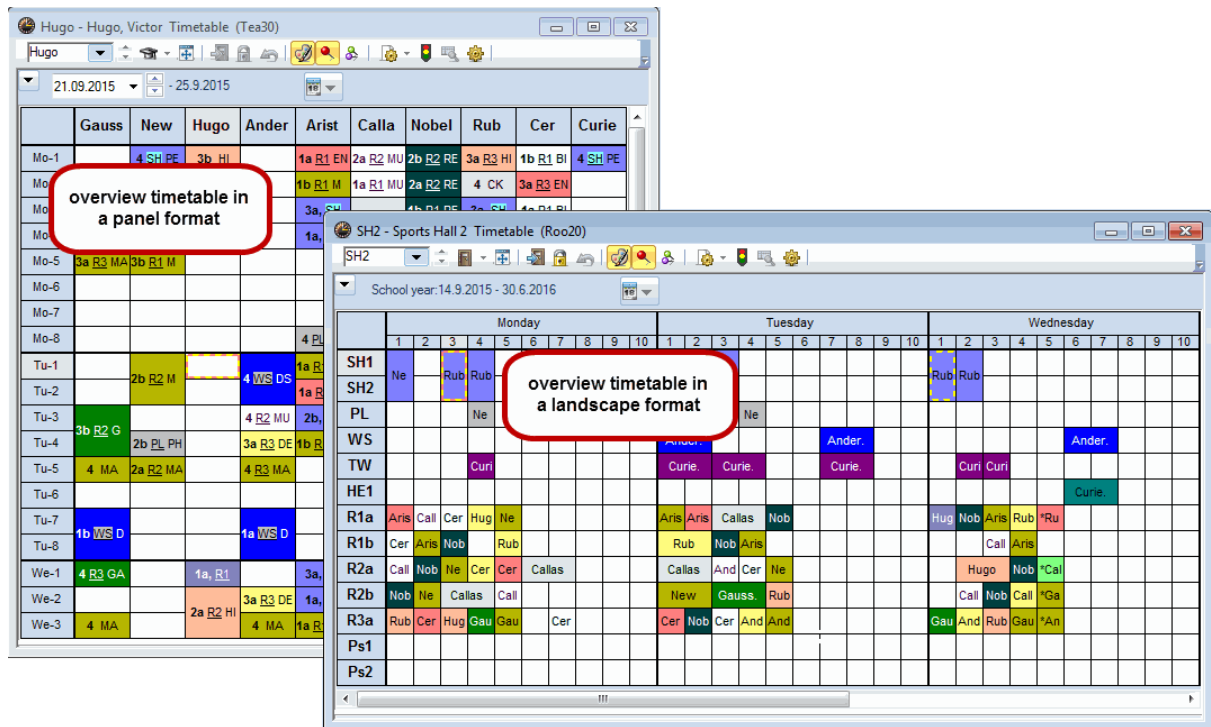 Hugo - Hugo, Victor Timetable (Tea30)
Hugo
21.09.2015 - 25.9.2015
Gauss New Hugo Ander Arist Calla Nobel Rub Cer Curie
Mo-1 4 SH PE 3b HI 1a R1 EN 2a R2 MU 2b R2 RE 3a R3 HI 1b R1 BI 4 SH PE
Mo 1b R1 M 1a R1 MU 2a R2 RE 4 CK 3a R3 EN
Mo 3a, SH
Mo 1a,
Mo-5 3a R3 MA 3b R1 M
Mo-6
Mo-7
Mo-8 4 PL
Tu-1 2b R2 M 4 WS DS 1a R
Tu-2 1a R
Tu-3 3b R2 G 4 R2 MU 2b,
Tu-4 2b PL PH 3a R3 DE 1b R
Tu-5 4 MA 2a R2 MA 4 R3 MA
Tu-6
Tu-7 1b WS D 1a WS D
Tu-8
We-1 4 R3 GA 1a, R1 3a,
We-2 2a R2 HI 3a R3 DE 1a,
We-3 4 MA 4 MA 1a R
overview timetable in
a panel format
SH2 - Sports Hall 2 Timetable (Roo20)
SH2
School year:14.9.2015 - 30.6.2016
Monday Tuesday Wednesday
1 2 3 4 5 6 7 8 9 10 1 2 3 4 5 6 7 8 9 10 1 2 3 4 5 6 7 8 9 10
SH1
Ne Rub Rub Rub Rub
SH2
PL Ne Ne
WS Ander. Ander. Ander.
TW Curi Curie. Curie. Curie. Curi Curi
HE1 Curie.
R1a Aris Call Cer Hug Ne Aris Aris Callas Nob Hug Nob Aris Rub *Ru
R1b Cer Aris Nob Rub Rub Nob Aris Call Aris
R2a Call Nob Ne Cer Cer Callas Callas And Cer Ne Hugo Nob *Cal
R2b Nob Ne Callas Call New Gauss. Rub Call Nob Call *Ga
R3a Rub Cer Hug Gau Gau Cer Cer Nob Cer And And Gau And Rub Gau *An
Ps1
Ps2
overview timetable in
a landscape format